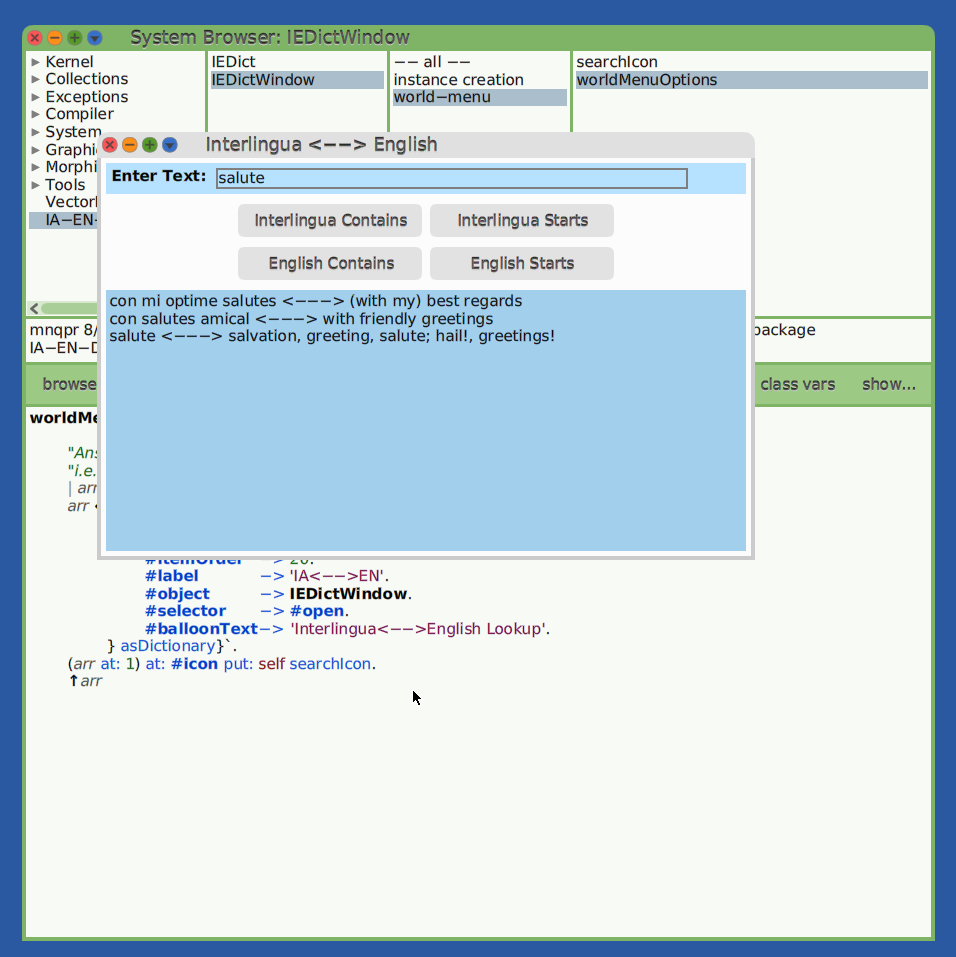 System Browser: IEDictWindow
Kernel
Collections
Exceptions
Compiler
System
Graphi
Morphi
Tools
Vector
IA−EN-
IEDict
IEDictWindow
−− all −−
instance creation
world−menu
searchIcon
worldMenuOptions
Interlingua <−−> English
Enter Text: salute
Interlingua Contains
Interlingua Starts
English Contains
English Starts
con mi optime salutes <−−−> (with my) best regards
con salutes amical <−−−> with friendly greetings
salute <−−−> salvation, greeting, salute; hail!, greetings!
mnqpr 8/
package
IA−EN−D
browse
class vars
show...
worldMe
"Ans
"i.e.
| arr
arr
#itemOrder −> 20.
#label −> 'IA<−−>EN'.
#object −> IEDictWindow.
#selector −> #open.
#balloonText−> 'Interlingua<−−>English Lookup'.
} asDictionary}`.
(arr at: 1) at: #icon put: self searchIcon.
↑arr